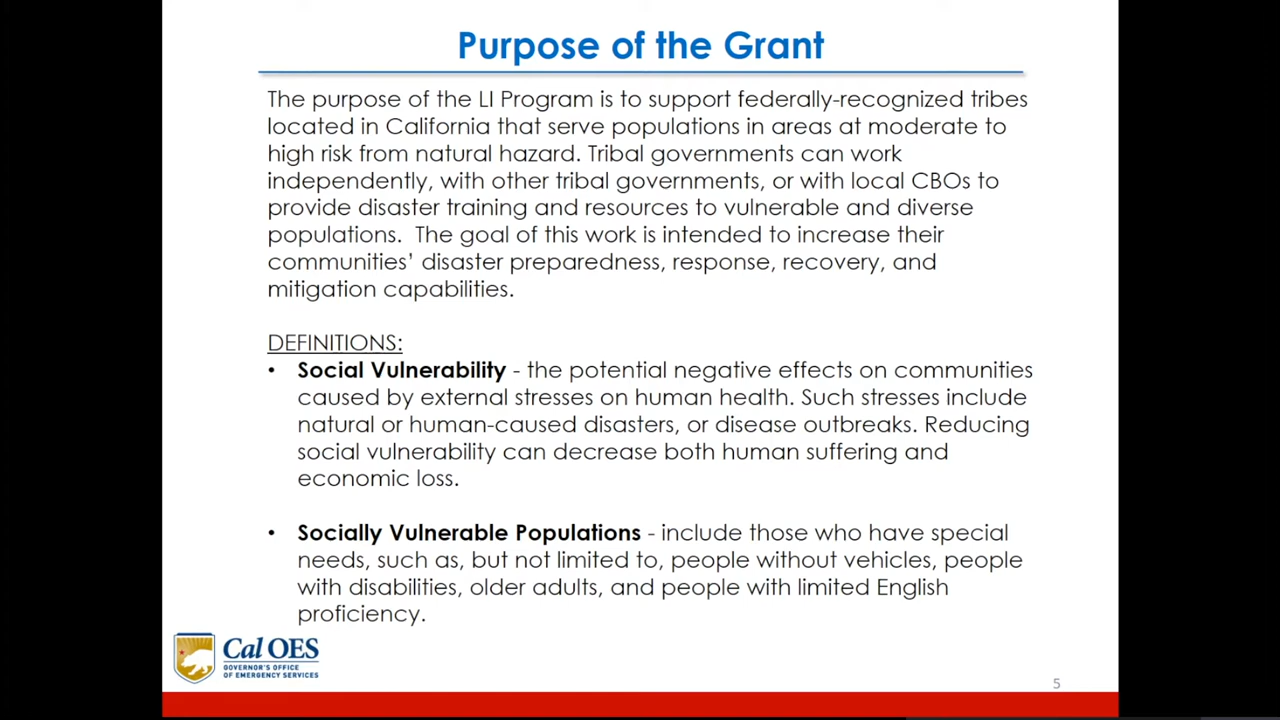 Purpose of the Grant
The purpose of the LI Program is to support federally-recognized tribes
located in California that serve populations in areas at moderate to
high risk from natural hazard. Tribal governments can work
independently, with other tribal governments, or with local CBOs to
provide disaster training and resources to vulnerable and diverse
populations.  The goal of this work is intended to increase their
communities’ disaster preparedness, response, recovery, and
mitigation capabilities.
DEFINITIONS:
• Social Vulnerability - the potential negative effects on communities
caused by external stresses on human health. Such stresses include
natural or human-caused disasters, or disease outbreaks. Reducing
social vulnerability can decrease both human suffering and
economic loss.
• Socially Vulnerable Populations - include those who have special
needs, such as, but not limited to, people without vehicles, people
with disabilities, older adults, and people with limited English
proficiency.
Cal OES
GOVERNOR'S OFFICE
OF EMERGENCY SERVICES
5